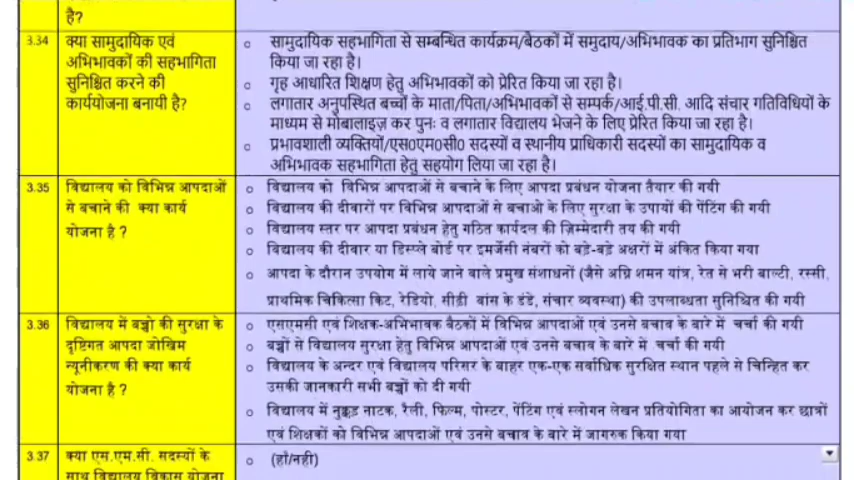 है?
3.34
क्या सामुदायिक एवं
अभिभावकों की सहभागिता
सुनिश्चित करने की
कार्ययोजना बनायी है?
o सामुदायिक सहभागिता से सम्बन्धित कार्यक्रम/बैठकों में समुदाय/अभिभावक का प्रतिभाग सुनिश्चित
किया जा रहा है।
o गृह आधारित शिक्षण हेतु अभिभावकों को प्रेरित किया जा रहा है।
o लगातार अनुपस्थित बच्चों के माता/पिता/अभिभावकों से सम्पर्क/आई.पी.सी. आदि संचार गतिविधियों के
माध्यम से मोबालाइज़ कर पुनः व लगातार विद्यालय भेजने के लिए प्रेरित किया जा रहा है।
o प्रभावशाली व्यक्तियों/एस0एम0सी0 सदस्यों व स्थानीय प्राधिकारी सदस्यों का सामुदायिक व
अभिभावक सहभागिता हेतु सहयोग लिया जा रहा है।
3.35
विद्यालय को विभिन्न आपदाओं
से बचाने की क्या कार्य
योजना है ?
o विद्यालय को विभिन्न आपदाओं से बचाने के लिए आपदा प्रबंधन योजना तैयार की गयी
o विद्यालय की दीवारों पर विभिन्न आपदाओं से बचाओ के लिए सुरक्षा के उपायों की पेंटिंग की गयी
o विद्यालय स्तर पर आपदा प्रबंधन हेतु गठित कार्यदल की ज़िम्मेदारी तय की गयी
o विद्यालय की दीवार या डिस्प्ले बोर्ड पर इमर्जेंसी नंबरों को बड़े-बड़े अक्षरों में अंकित किया गया
o आपदा के दौरान उपयोग में लाये जाने वाले प्रमुख संशाधनों (जैसे अग्नि शमन यांत्र, रेत से भरी बाल्टी, रस्सी,
प्राथमिक चिकित्सा किट, रेडियो, सीढ़ी बांस के डंडे, संचार व्यवस्था) की उपलाब्धता सुनिश्चित की गयी
3.36
विद्यालय में बच्चो की सुरक्षा के
दृष्टिगत आपदा जोखिम
न्यूनीकरण की क्या कार्य
योजना है ?
o एसएमसी एवं शिक्षक-अभिभावक बैठकों में विभिन्न आपदाओं एवं उनसे बचाव के बारे में चर्चा की गयी
o बच्चों से विद्यालय सुरक्षा हेतु विभिन्न आपदाओं एवं उनसे बचाव के बारे में चर्चा की गयी
o विद्यालय के अन्दर एवं विद्यालय परिसर के बाहर एक-एक सर्वाधिक सुरक्षित स्थान पहले से चिन्हित कर
उसकी जानकारी सभी बच्चों को दी गयी
o विद्यालय में नुक्कड़ नाटक, रैली, फिल्म, पोस्टर, पेंटिंग एवं स्लोगन लेखन प्रतियोगिता का आयोजन कर छात्रों
एवं शिक्षकों को विभिन्न आपदाओं एवं उनसे बचाव के बारे में जागरुक किया गया
3.37
क्या एस.एम.सी. सदस्यों के
साथ विद्यालय विकास योजना
o (हाँ/नही)